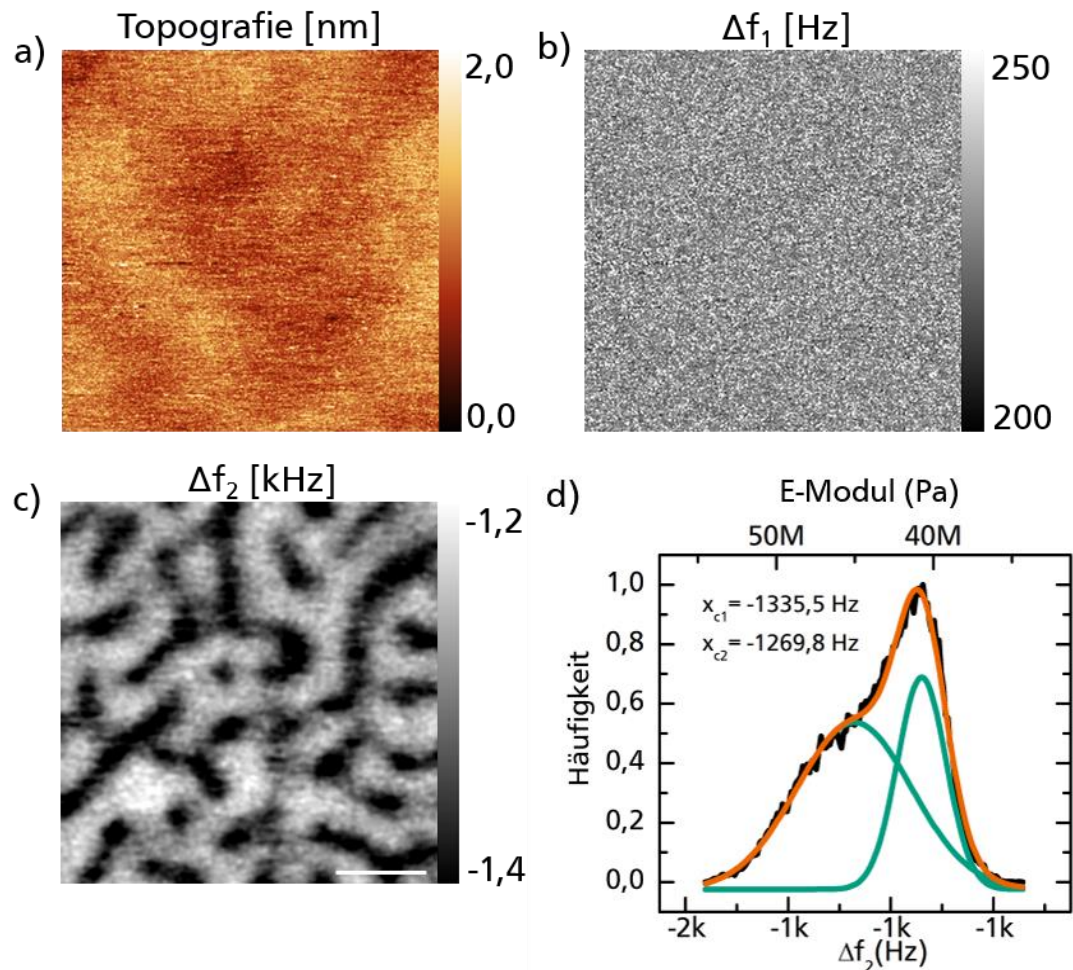 a)
Topografie [nm]
2,0
0,0
b)
Δf₁ [Hz]
250
200
c)
Δf₂ [kHz]
-1,2
-1,4
d)
E-Modul (Pa)
50M 40M
x_c1 = -1335,5 Hz
x_c2 = -1269,8 Hz
Häufigkeit
1,0
0,8
0,6
0,4
0,2
0,0
-2k -1k -1k -1k
Δf₂(Hz)